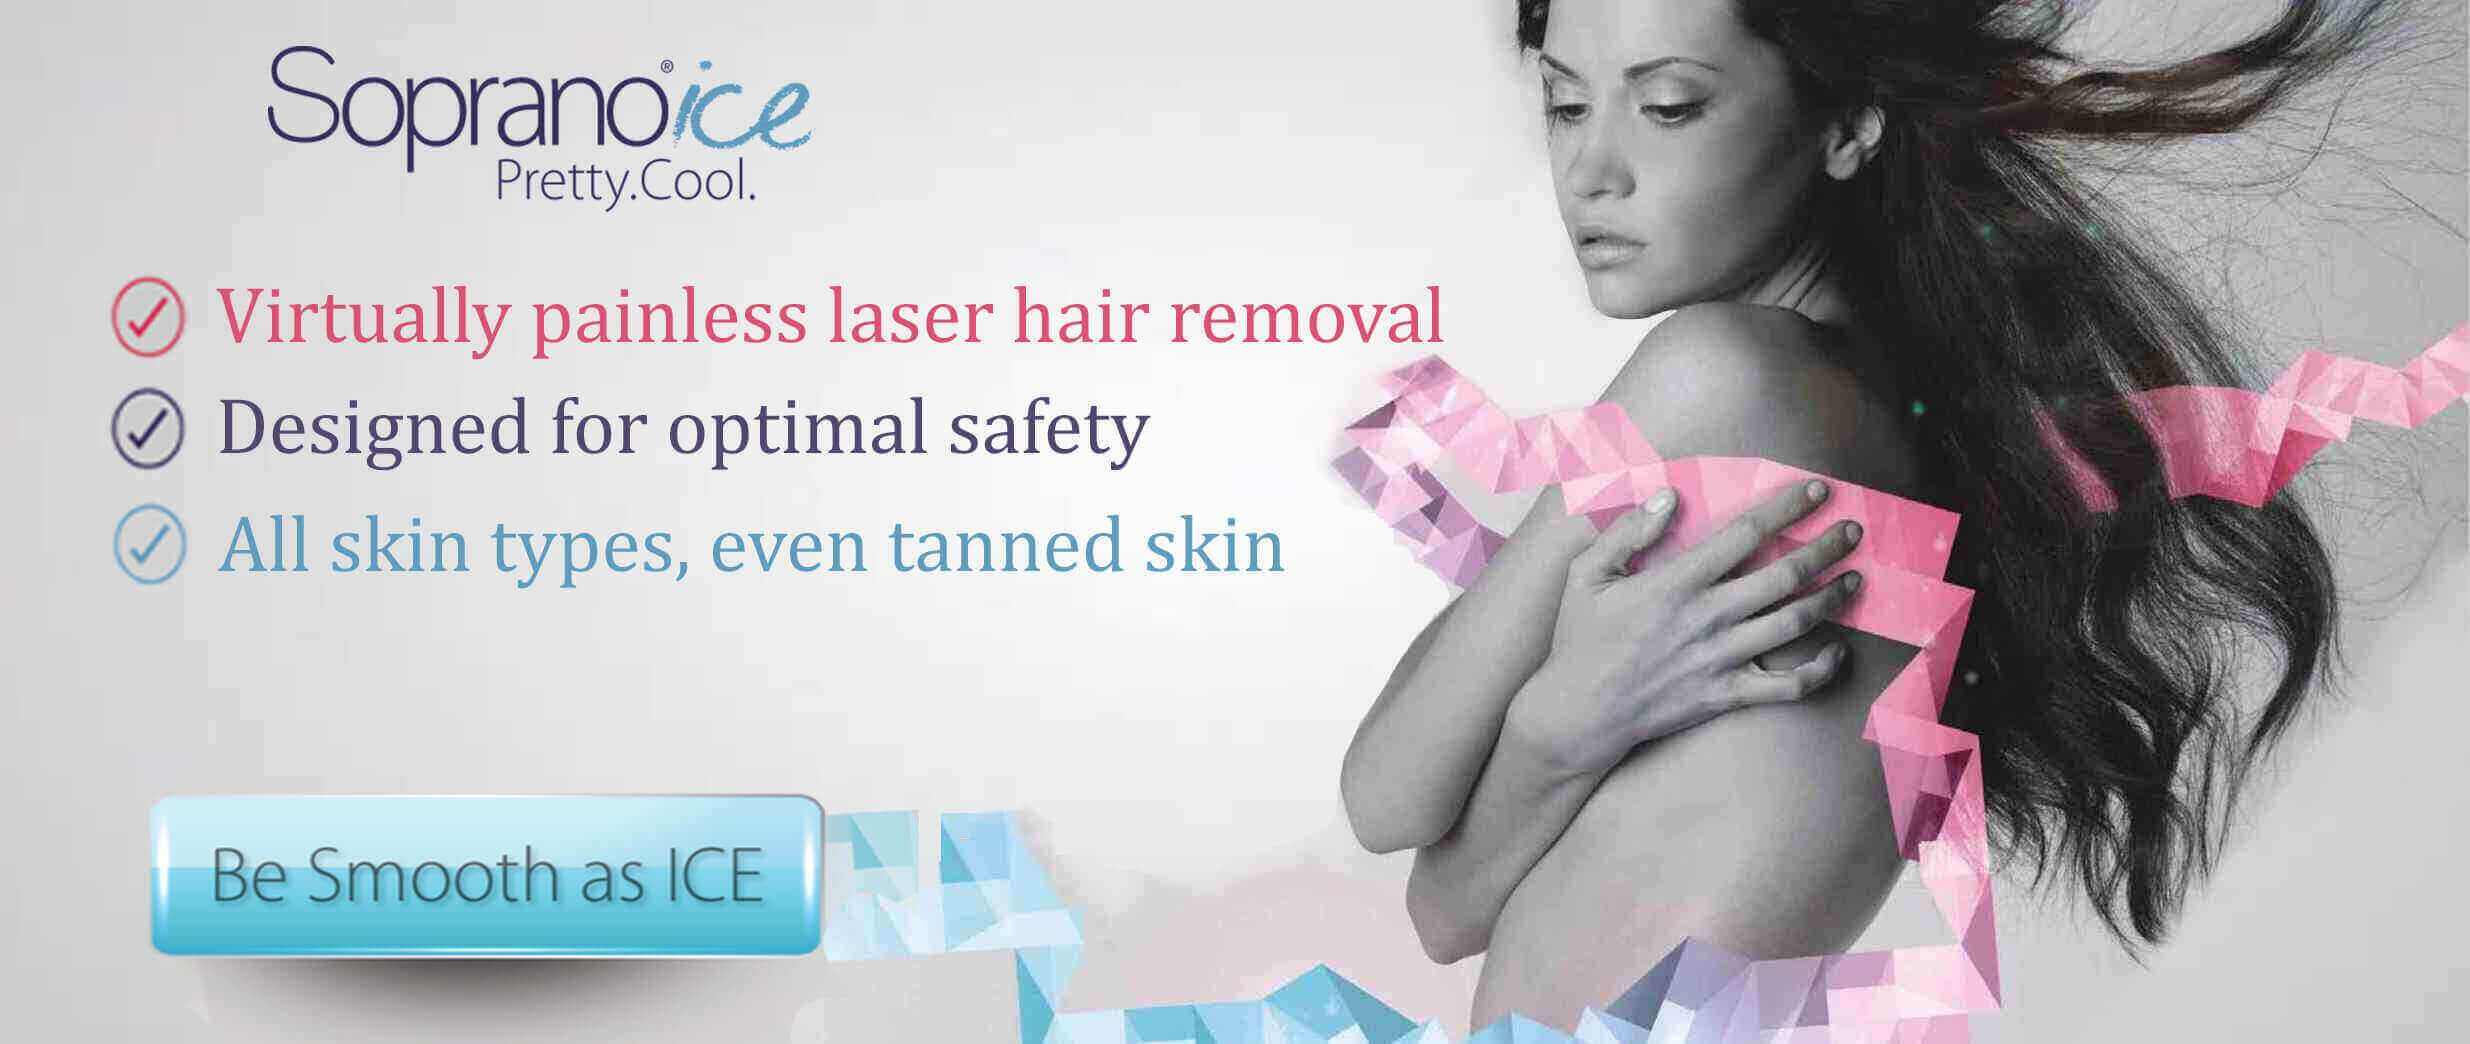 Soprano® ice
Pretty.Cool.
Virtually painless laser hair removal
Designed for optimal safety
All skin types, even tanned skin
Be Smooth as ICE